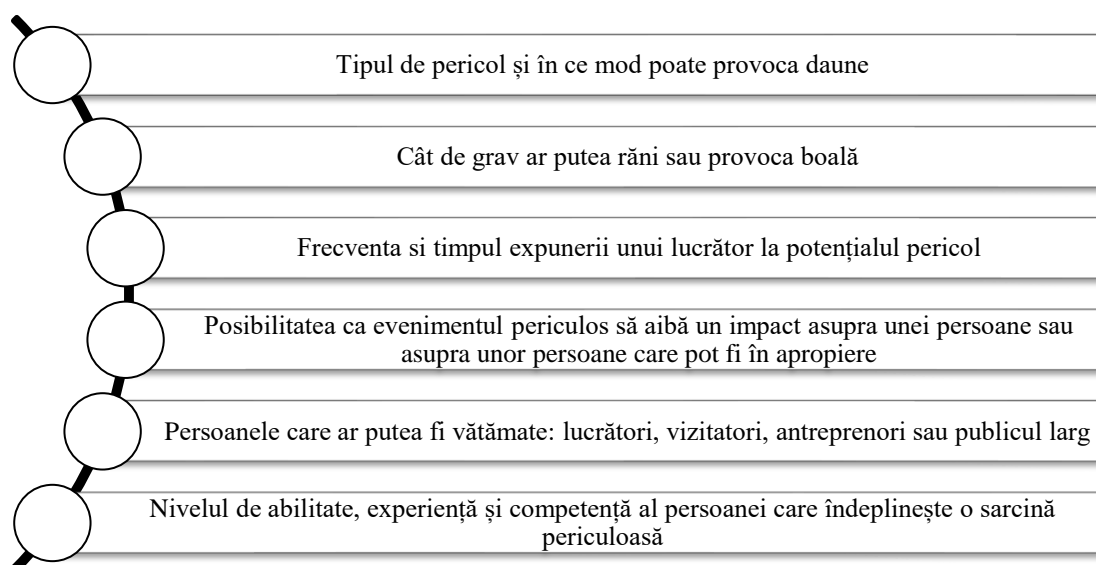 Tipul de pericol și în ce mod poate provoca daune
Cât de grav ar putea răni sau provoca boală
Frecventa si timpul expunerii unui lucrător la potențialul pericol
Posibilitatea ca evenimentul periculos să aibă un impact asupra unei persoane sau
asupra unor persoane care pot fi în apropiere
Persoanele care ar putea fi vătămate: lucrători, vizitatori, antreprenori sau publicul larg
Nivelul de abilitate, experiență și competență al persoanei care îndeplinește o sarcină
periculoasă